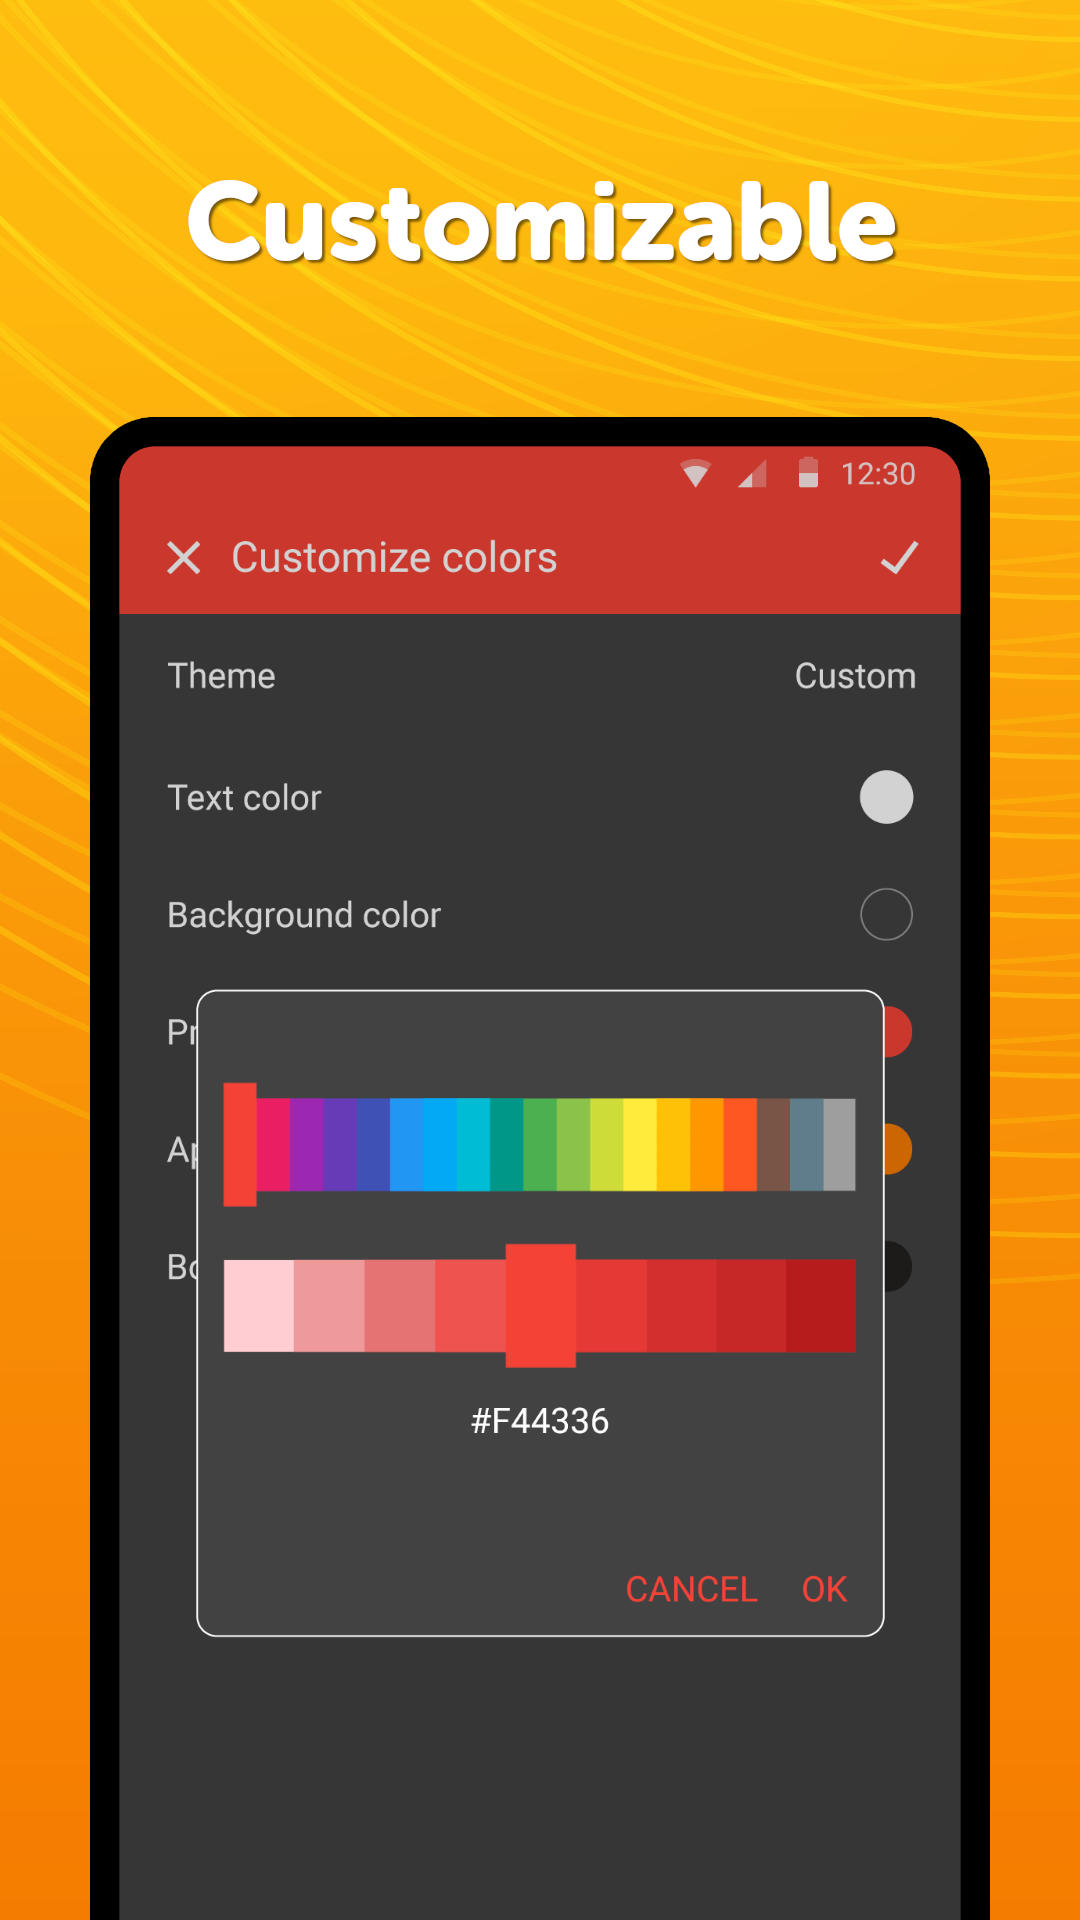 Customizable
12:30
Customize colors
Theme
Custom
Text color
Background color
Pr
Ap
Bo
#F44336
CANCEL OK